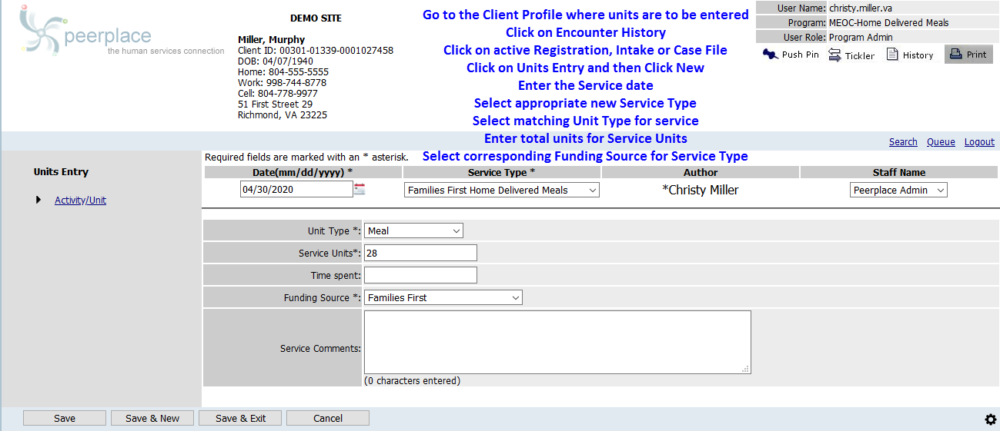 peerplace
the human services connection
DEMO SITE
Miller, Murphy
Client ID: 00301-01339-0001027458
DOB: 04/07/1940
Home: 804-555-5555
Work: 998-744-8778
Cell: 804-778-9977
51 First Street 29
Richmond, VA 23225
Go to the Client Profile where units are to be entered
Click on Encounter History
Click on active Registration, Intake or Case File
Click on Units Entry and then Click New
Enter the Service date
Select appropriate new Service Type
Select matching Unit Type for service
Enter total units for Service Units
Select corresponding Funding Source for Service Type
User Name: christy.miller.va
Program: MEOC-Home Delivered Meals
User Role: Program Admin
Push Pin Tickler History Print
Search Queue Logout
Units Entry
Activity/Unit
Required fields are marked with an * asterisk.
Date(mm/dd/yyyy) * Service Type * Author Staff Name
04/30/2020 Families First Home Delivered Meals *Christy Miller Peerplace Admin
Unit Type *: Meal
Service Units*: 28
Time spent:
Funding Source *: Families First
Service Comments:
(0 characters entered)
Save Save & New Save & Exit Cancel